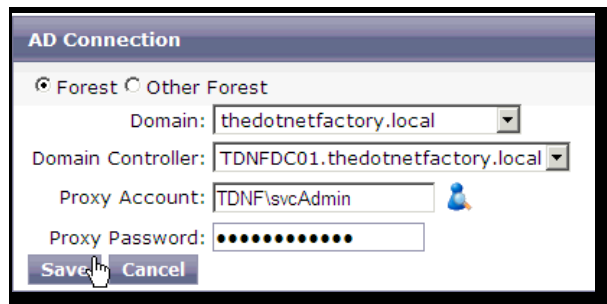 AD Connection
Forest Other Forest
Domain: thedotnetfactory.local
Domain Controller: TDNFDC01.thedotnetfactory.local
Proxy Account: TDNF\svcAdmin
Proxy Password: ●●●●●●●●●●●●
Save Cancel